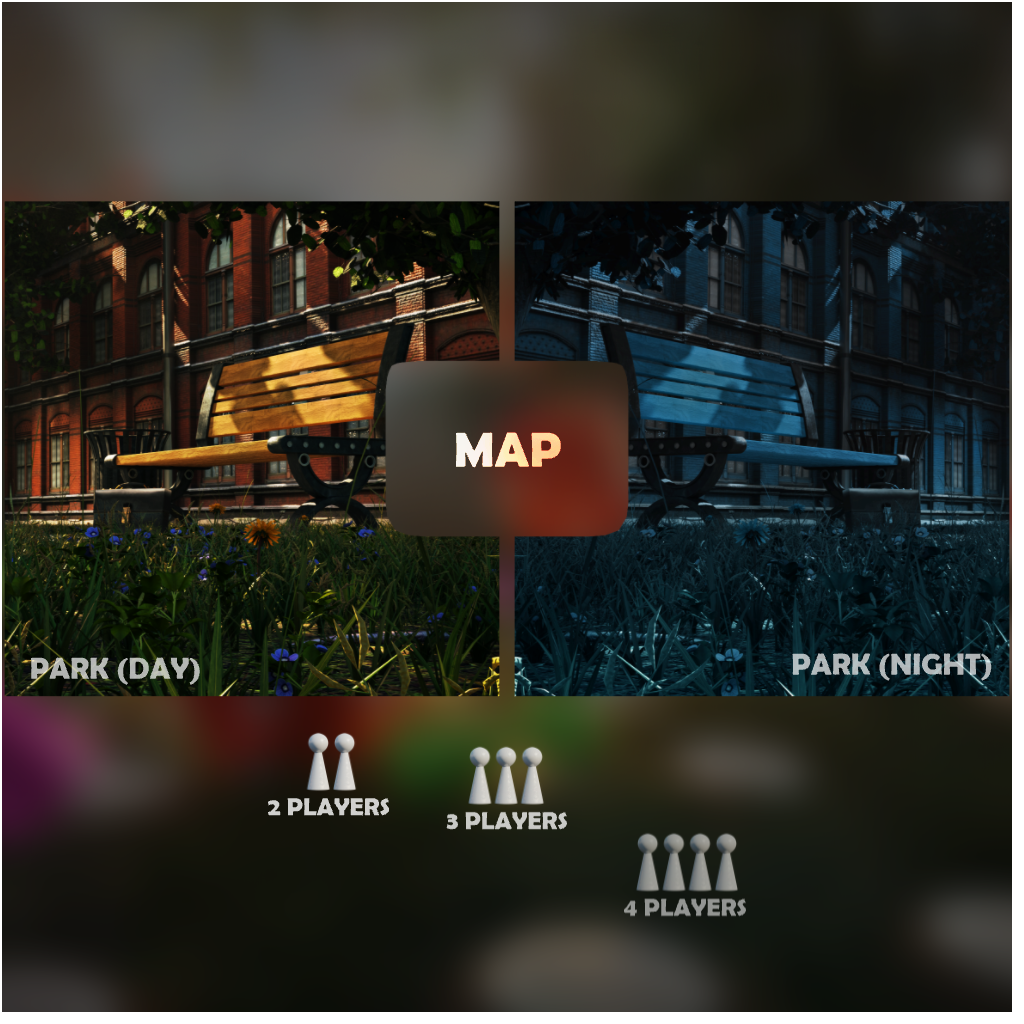 MAP
PARK (DAY)
PARK (NIGHT)
2 PLAYERS
3 PLAYERS
4 PLAYERS